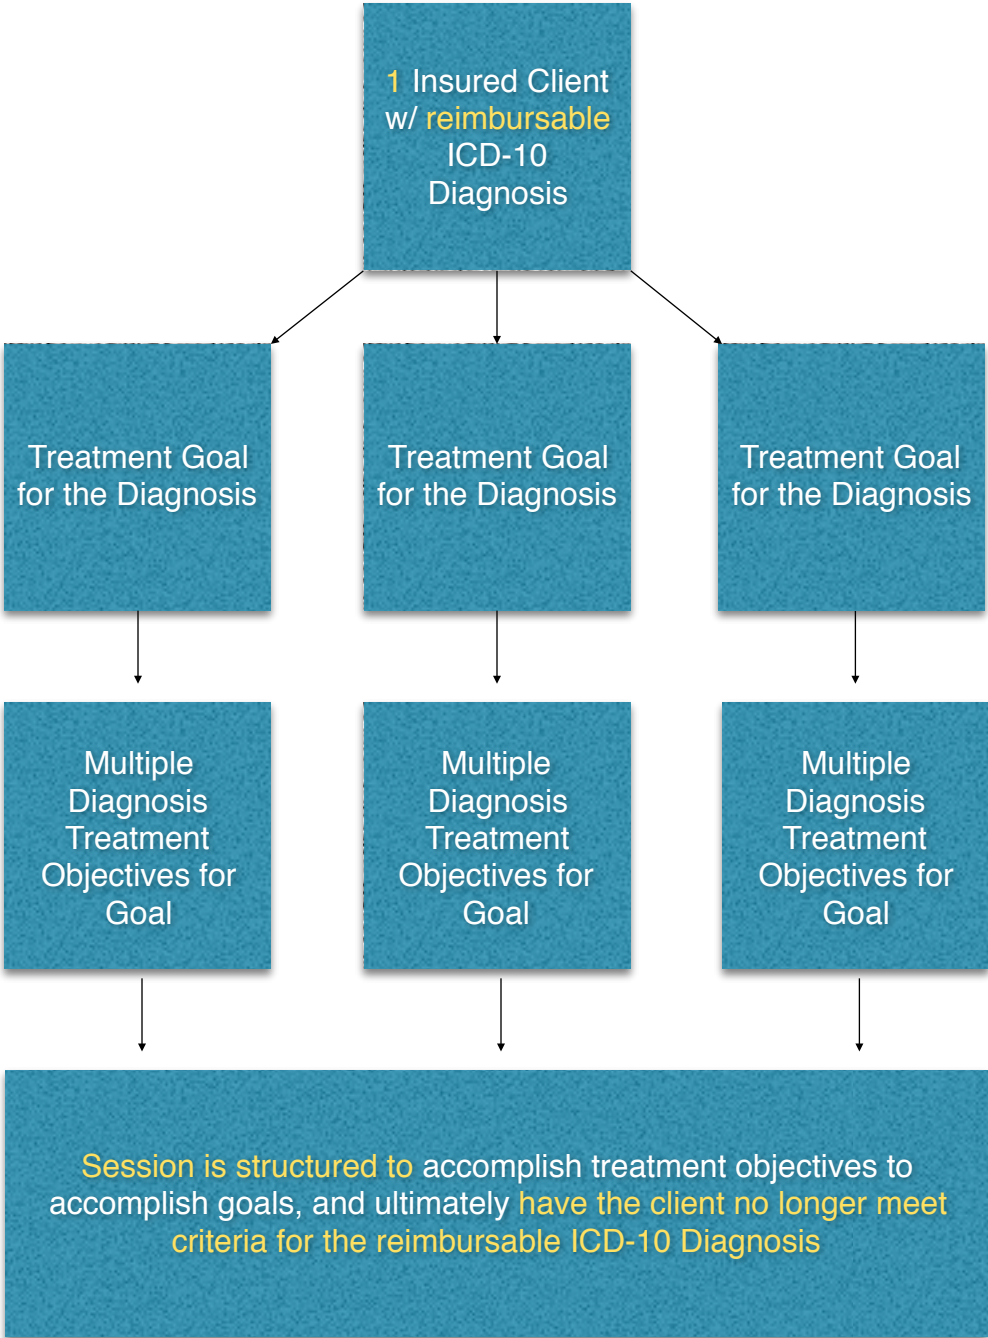 1 Insured Client
w/ reimbursable
ICD-10
Diagnosis
Treatment Goal
for the Diagnosis
Treatment Goal
for the Diagnosis
Treatment Goal
for the Diagnosis
Multiple
Diagnosis
Treatment
Objectives for
Goal
Multiple
Diagnosis
Treatment
Objectives for
Goal
Multiple
Diagnosis
Treatment
Objectives for
Goal
Session is structured to accomplish treatment objectives to
accomplish goals, and ultimately have the client no longer meet
criteria for the reimbursable ICD-10 Diagnosis